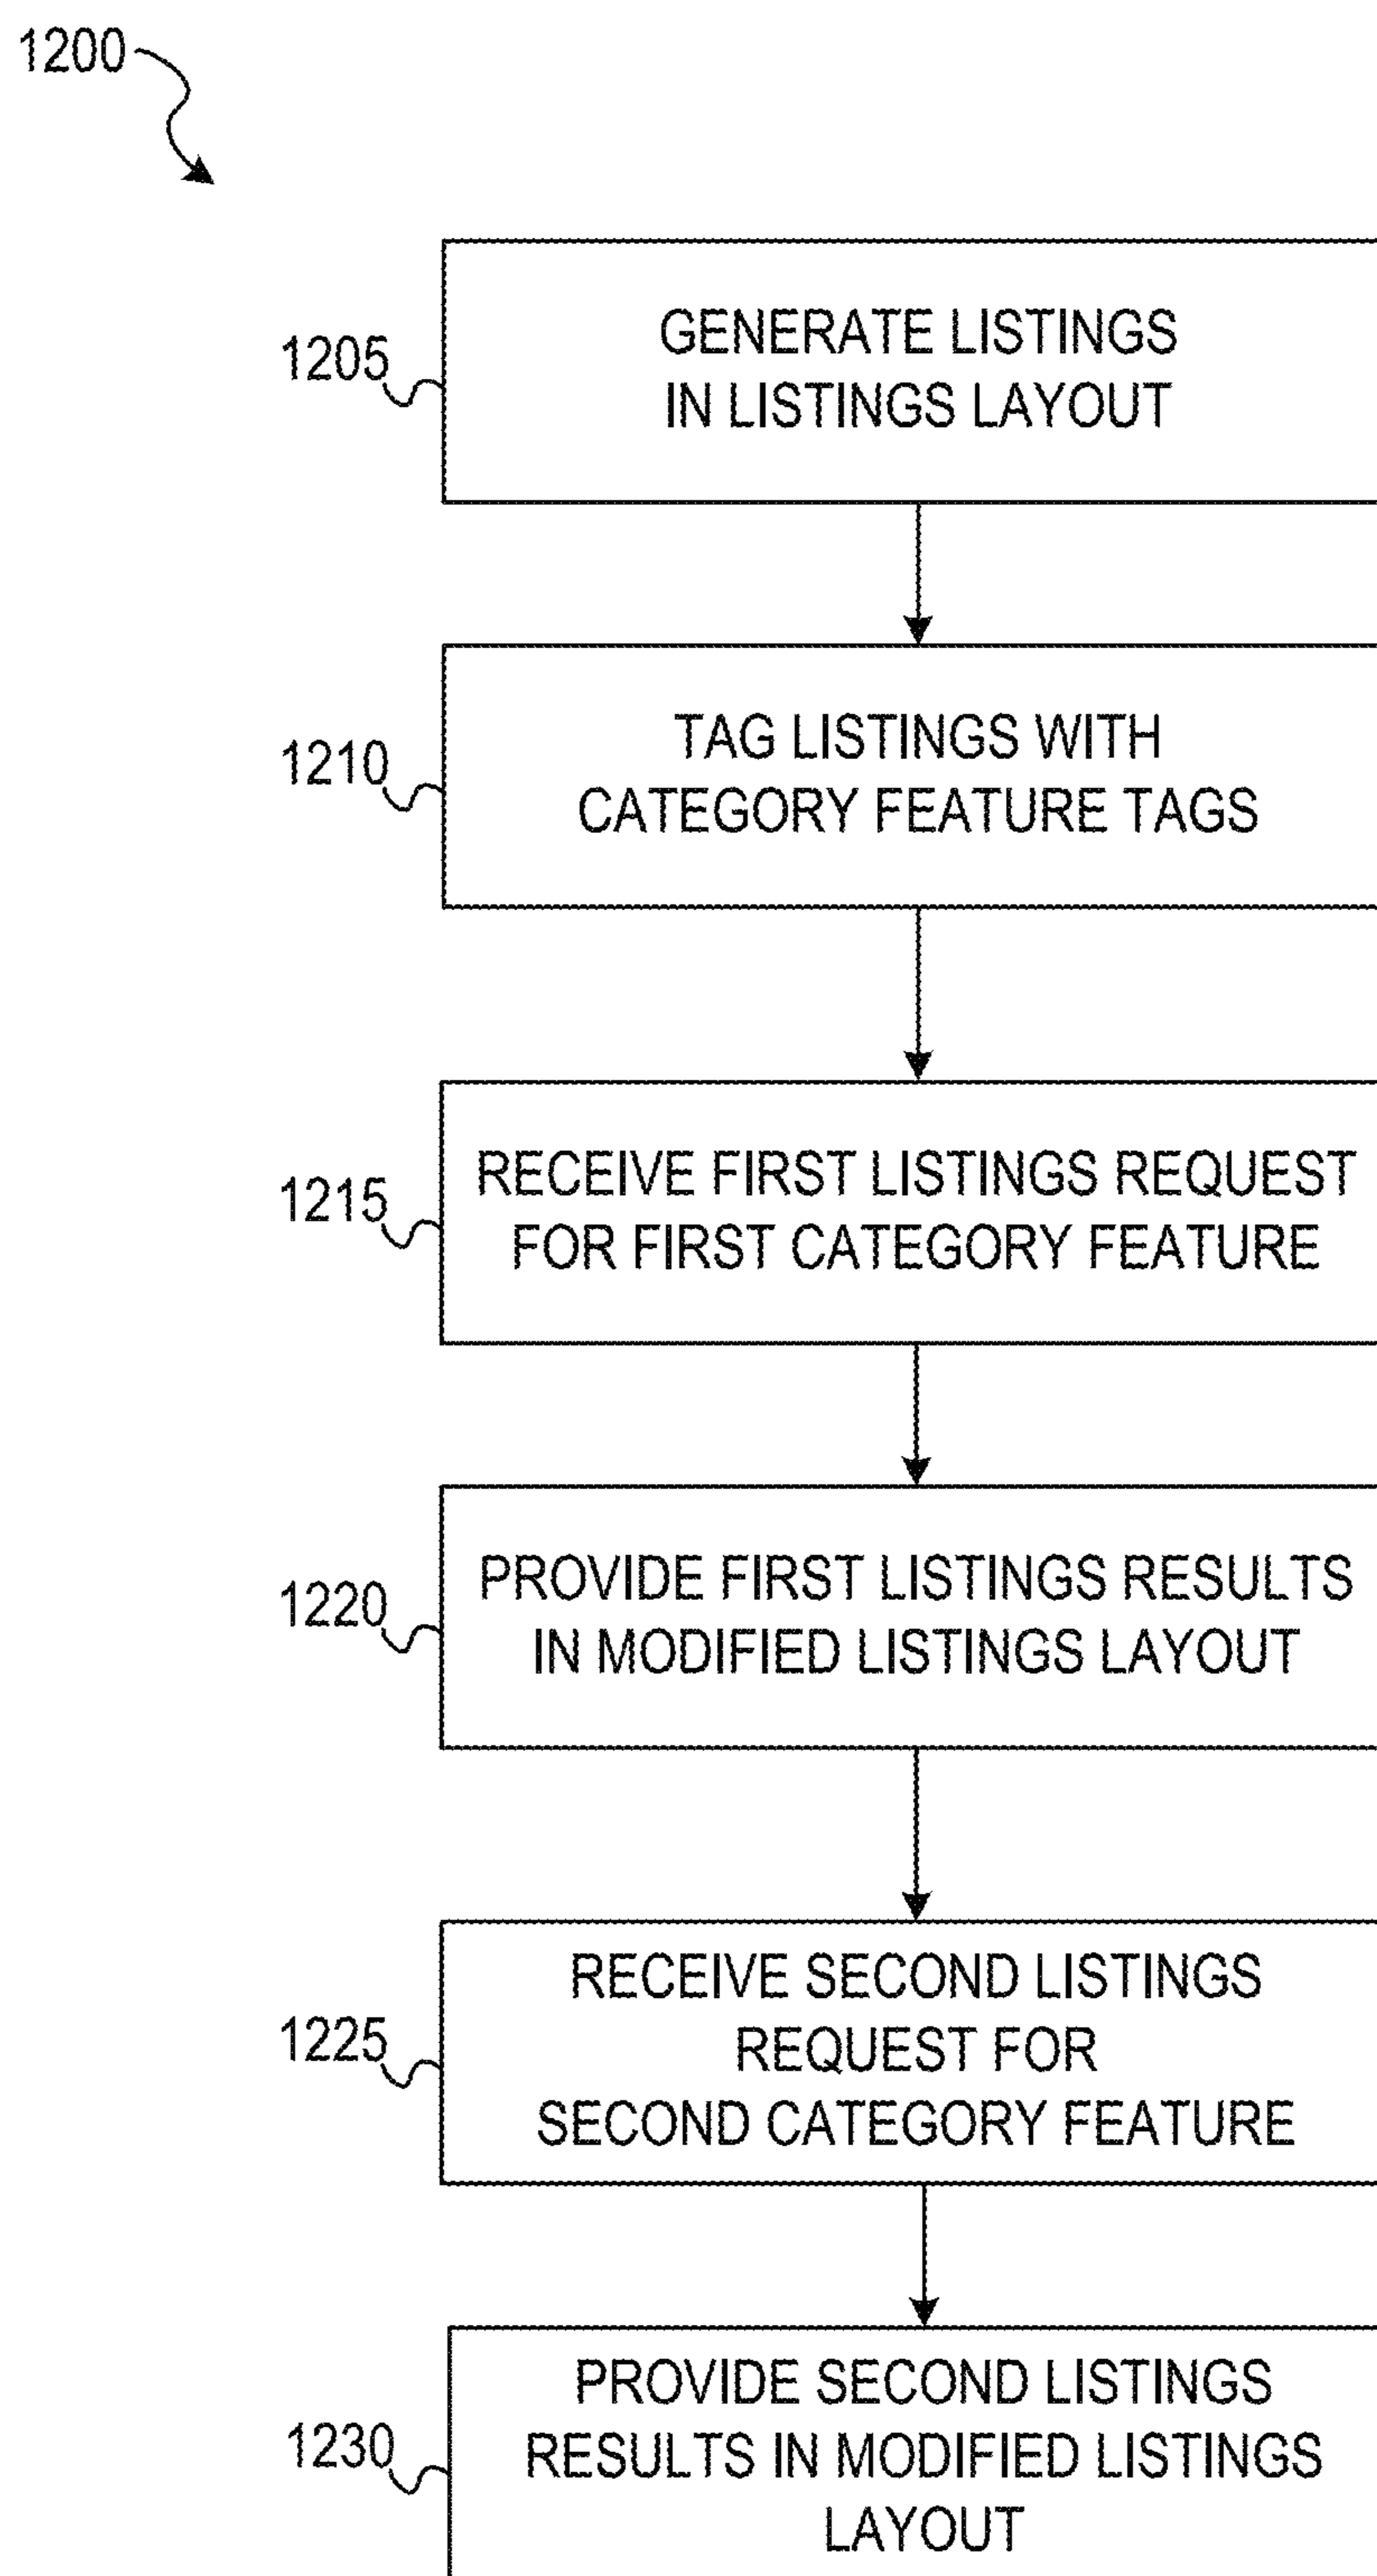 1200
1205
GENERATE LISTINGS
IN LISTINGS LAYOUT
1210
TAG LISTINGS WITH
CATEGORY FEATURE TAGS
1215
RECEIVE FIRST LISTINGS REQUEST
FOR FIRST CATEGORY FEATURE
1220
PROVIDE FIRST LISTINGS RESULTS
IN MODIFIED LISTINGS LAYOUT
1225
RECEIVE SECOND LISTINGS
REQUEST FOR
SECOND CATEGORY FEATURE
1230
PROVIDE SECOND LISTINGS
RESULTS IN MODIFIED LISTINGS
LAYOUT